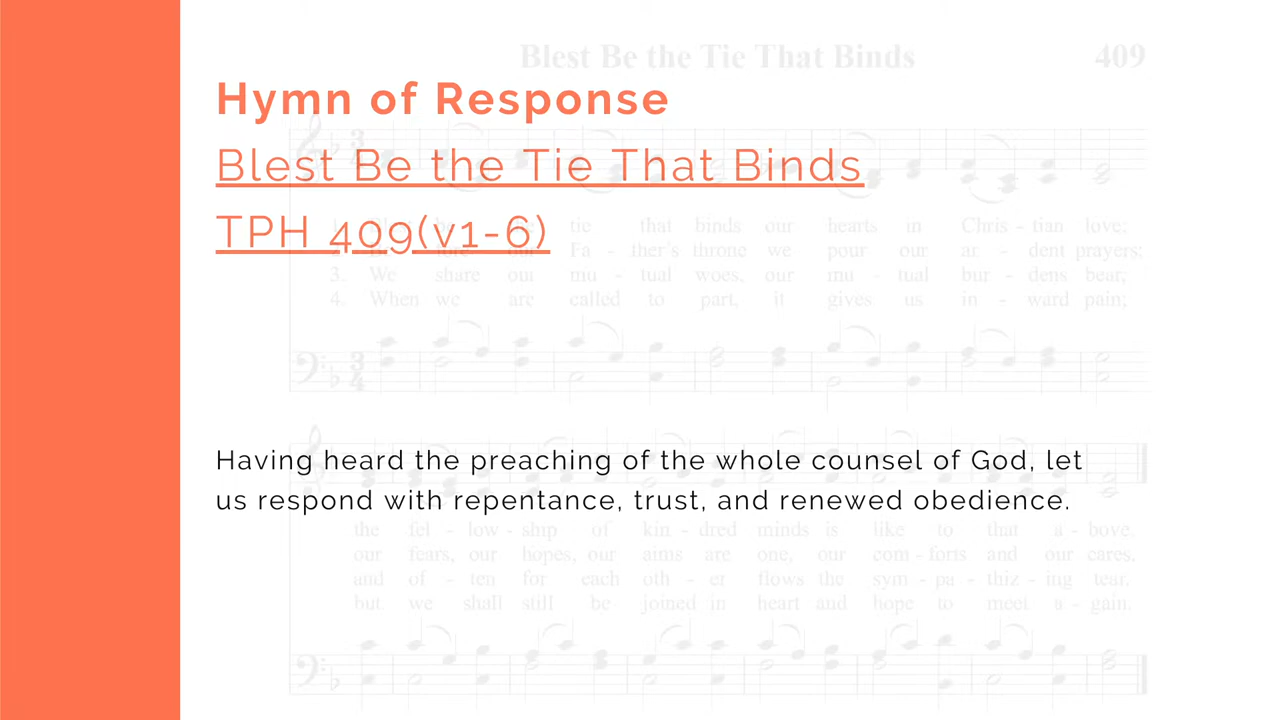 Blest Be the Tie That Binds 409
Hymn of Response
Blest Be the Tie That Binds
TPH 409(v1-6)
tie that binds our hearts in Chris - tian love;
our Fa - ther's throne we pour our ar - dent prayers;
3. We share our mu - tual woes, our mu - tual bur - dens bear;
4. When we are called to part, it gives us in - ward pain;
Having heard the preaching of the whole counsel of God, let
us respond with repentance, trust, and renewed obedience.
the fel - low - ship of kin - dred minds is like to that a - bove.
our fears, our hopes, our aims are one, our com - forts and our cares.
and of - ten for each oth - er flows the sym - pa - thiz - ing tear.
but we shall still be joined in heart and hope to meet a - gain.